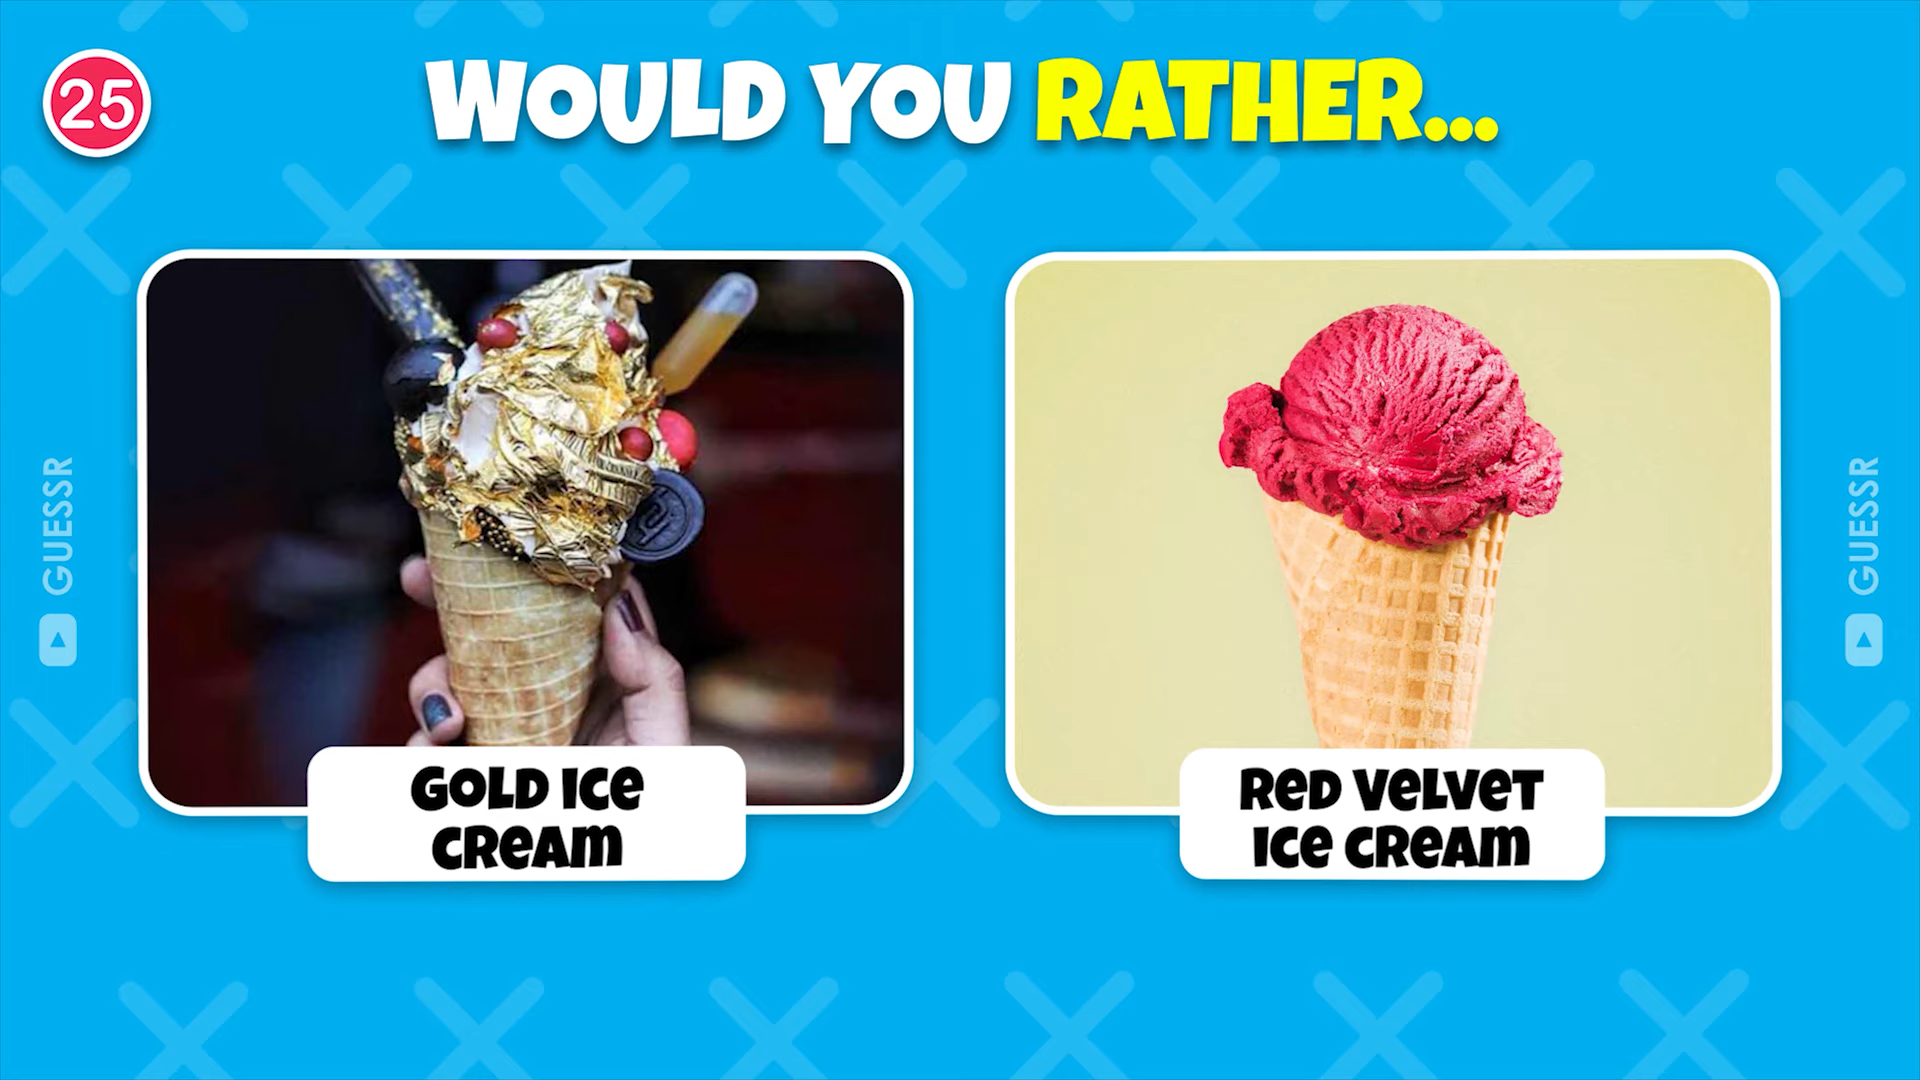 25
WOULD YOU RATHER...
GUESSR
GOLD ICE
CREAM
RED VELVET
ICE CREAM
GUESSR